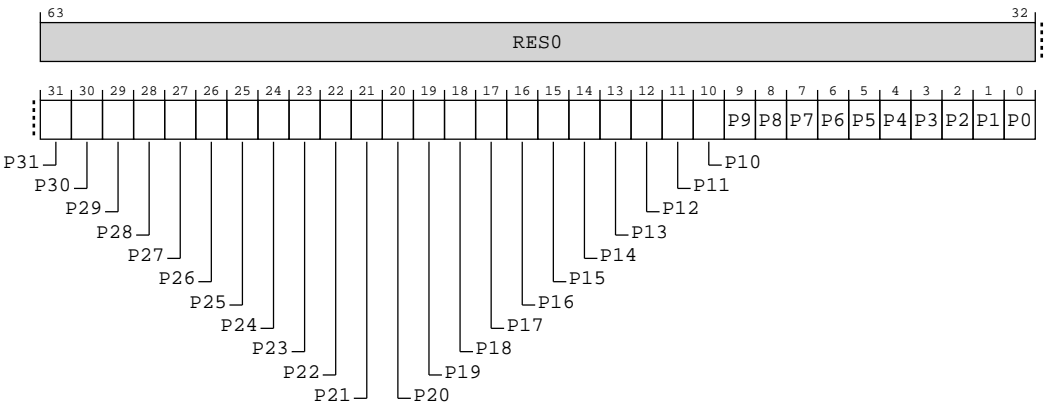 63 32
RES0
31 30 29 28 27 26 25 24 23 22 21 20 19 18 17 16 15 14 13 12 11 10 9 8 7 6 5 4 3 2 1 0
P9 P8 P7 P6 P5 P4 P3 P2 P1 P0
P31 P10
P30 P11
P29 P12
P28 P13
P27 P14
P26 P15
P25 P16
P24 P17
P23 P18
P22 P19
P21 P20